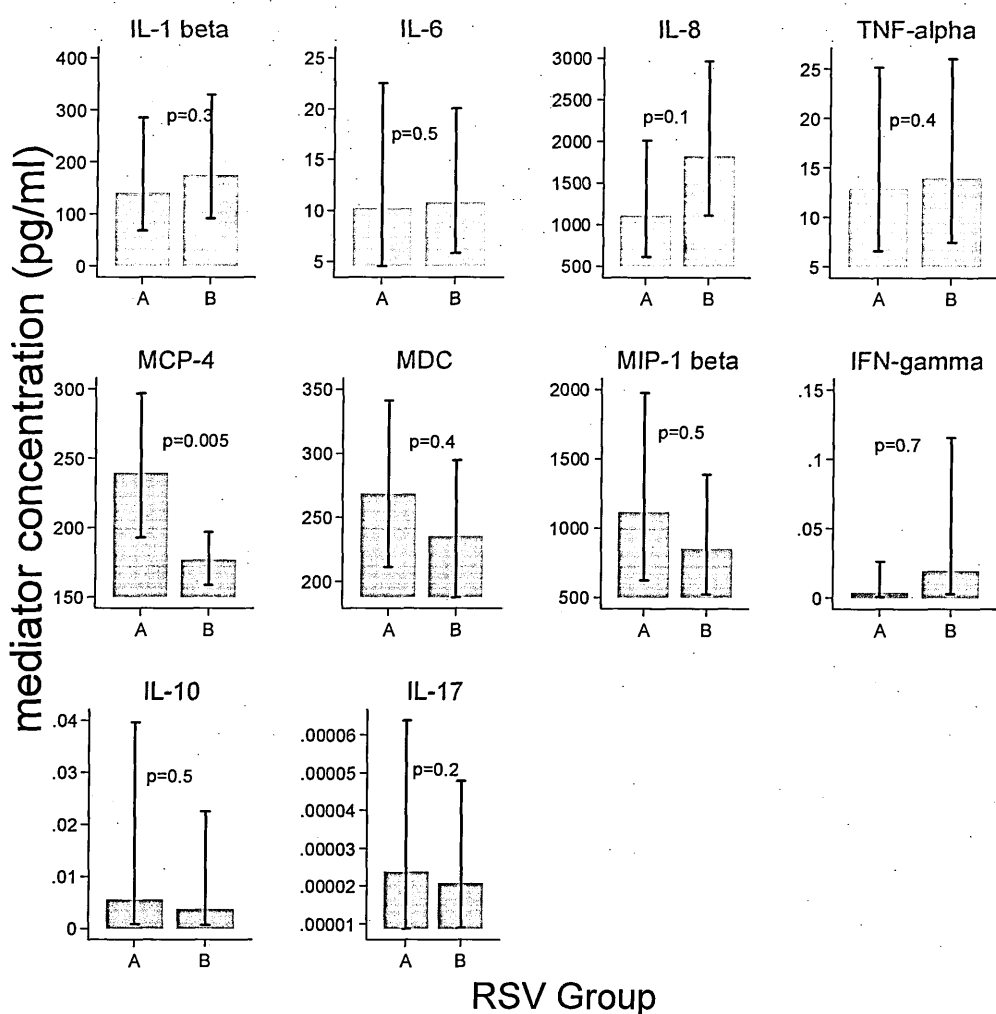 IL-1 beta
IL-6
IL-8
TNF-alpha
400
300
200
100
0
p=0.3
A
B
25
20
15
10
5
p=0.5
A
B
3000
2500
2000
1500
1000
500
p=0.1
A
B
25
20
15
10
5
p=0.4
A
B
mediator concentration (pg/ml)
MCP-4
MDC
MIP-1 beta
IFN-gamma
300
250
200
150
p=0.005
A
B
350
300
250
200
p=0.4
A
B
2000
1500
1000
500
p=0.5
A
B
.15
.1
.05
0
p=0.7
A
B
IL-10
IL-17
.04
.03
.02
.01
0
p=0.5
A
B
.00006
.00005
.00004
.00003
.00002
.00001
p=0.2
A
B
RSV Group